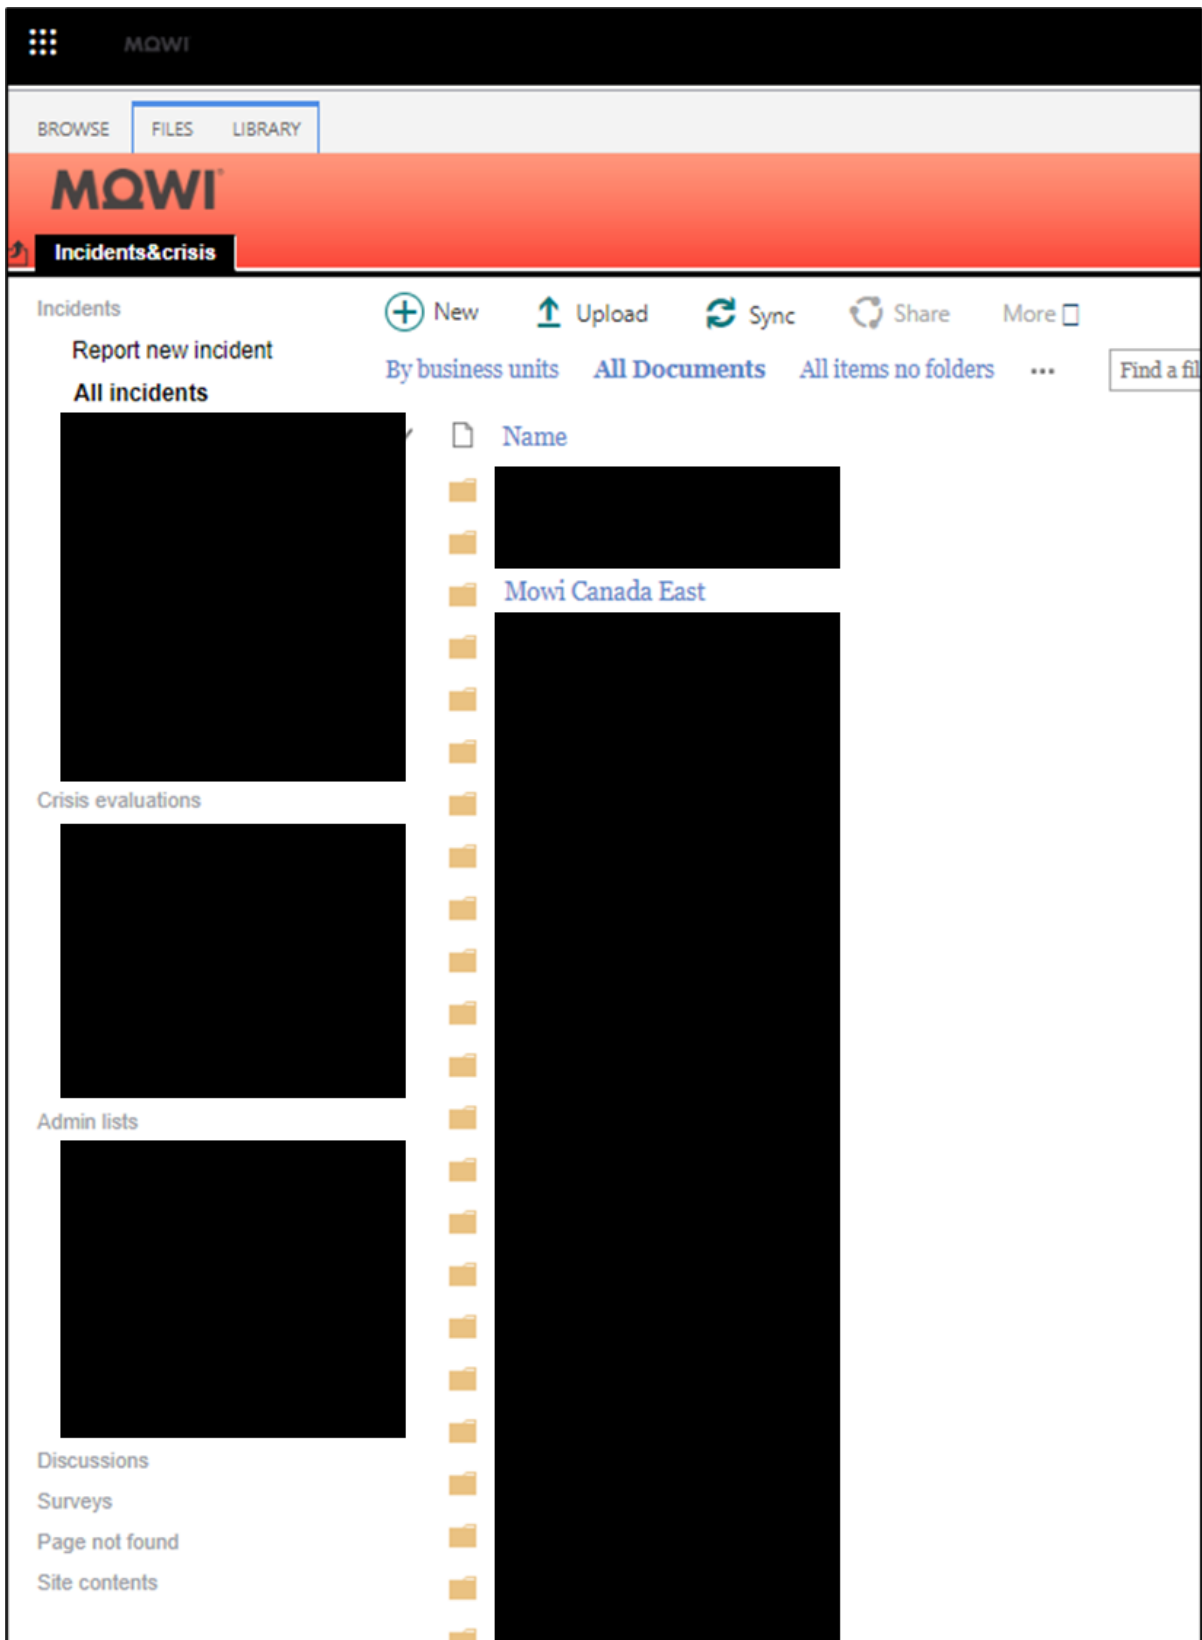 MOWI
BROWSE FILES LIBRARY
MOWI
Incidents&crisis
Incidents
Report new incident
All incidents
Crisis evaluations
Admin lists
Discussions
Surveys
Page not found
Site contents
New Upload Sync Share More
By business units All Documents All items no folders ... Find a fil
Name
Mowi Canada East